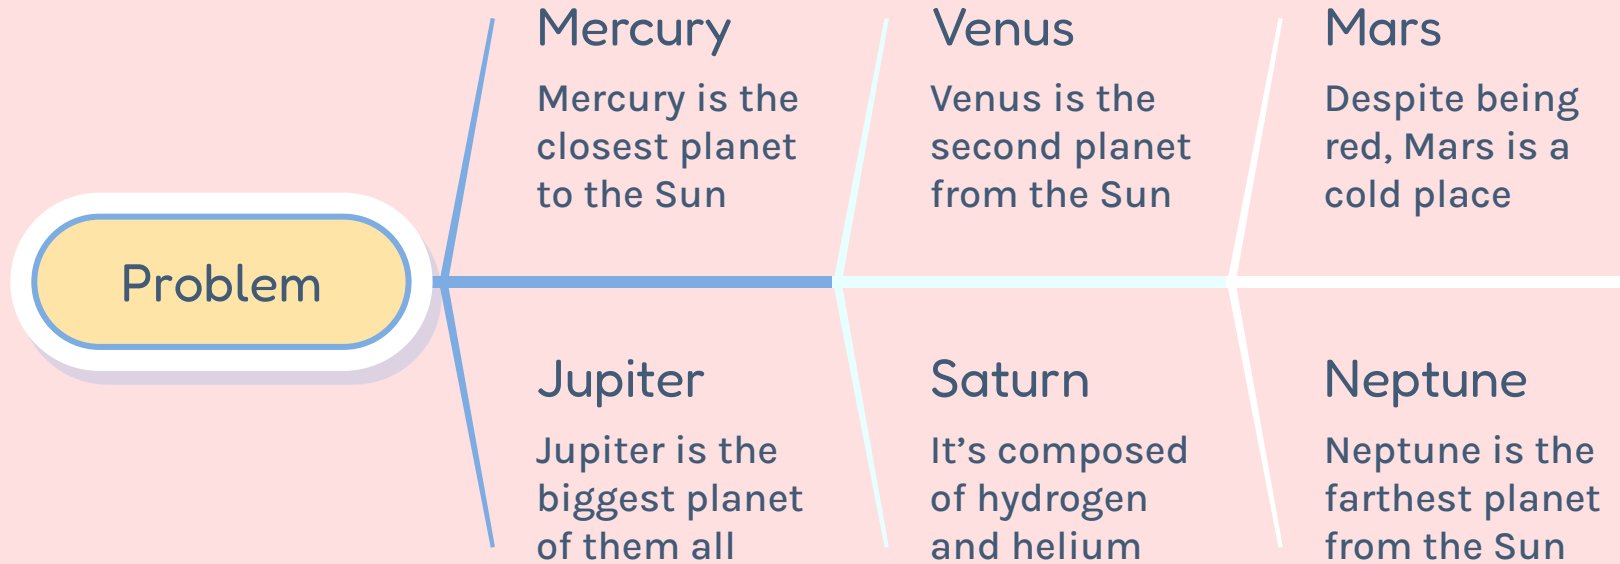 Problem
Mercury
Mercury is the
closest planet
to the Sun
Venus
Venus is the
second planet
from the Sun
Mars
Despite being
red, Mars is a
cold place
Jupiter
Jupiter is the
biggest planet
of them all
Saturn
It’s composed
of hydrogen
and helium
Neptune
Neptune is the
farthest planet
from the Sun